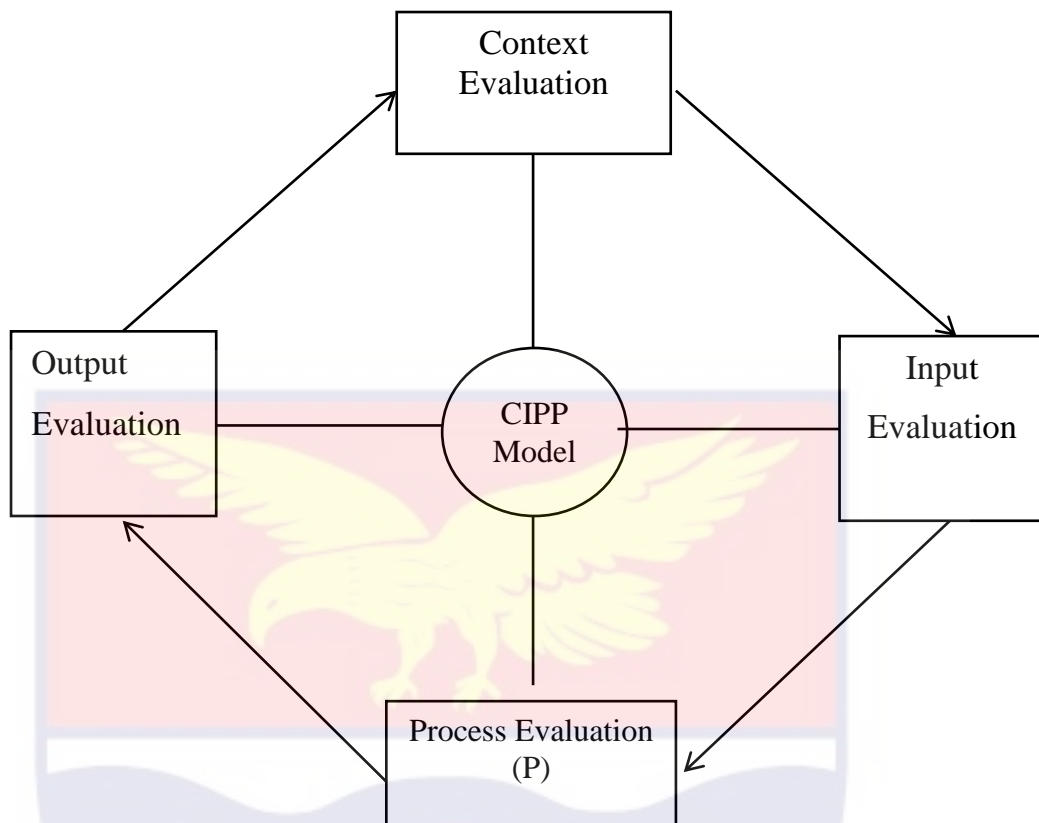 Context
Evaluation
Output
Evaluation
Input
Evaluation
CIPP
Model
Process Evaluation
(P)